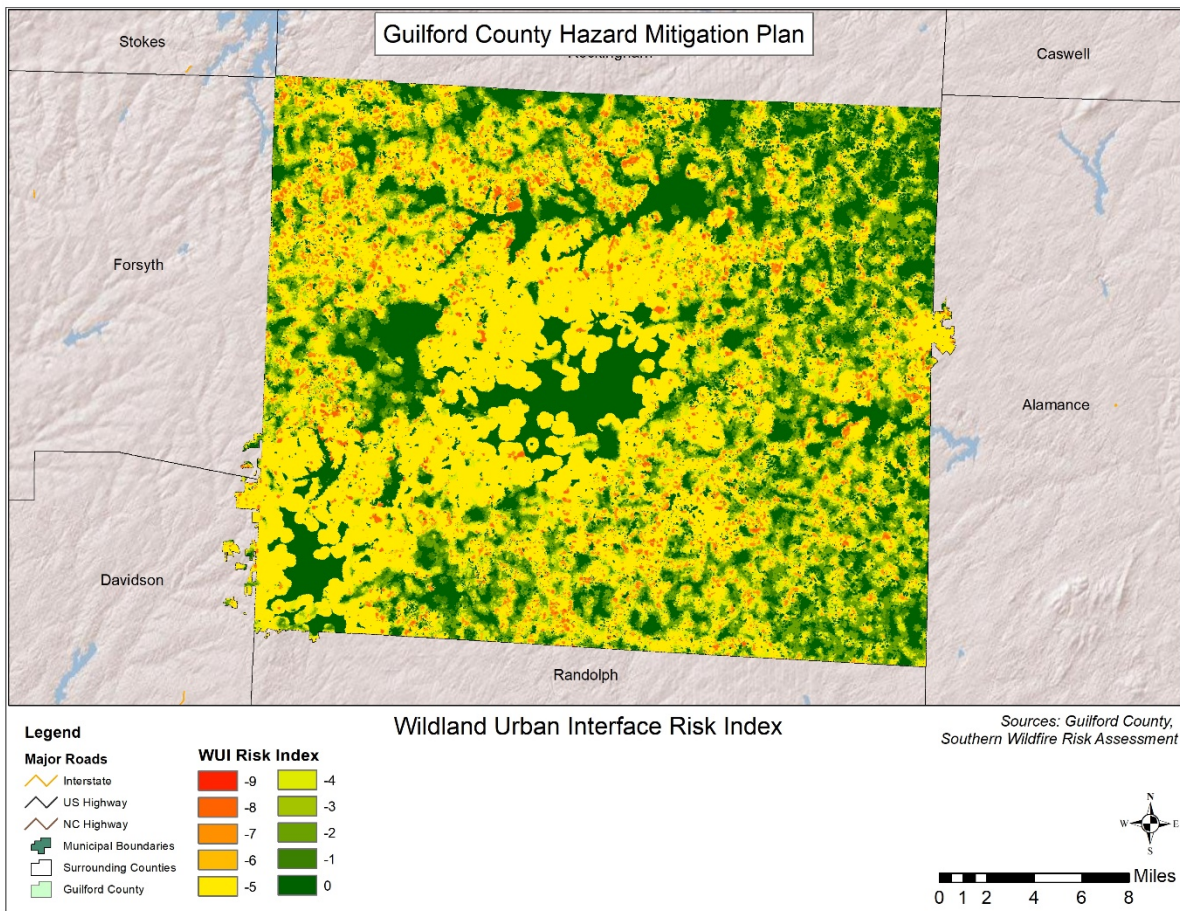 Guilford County Hazard Mitigation Plan
Stokes
Rockingham
Caswell
Forsyth
Alamance
Davidson
Randolph
Wildland Urban Interface Risk Index
Sources: Guilford County,
Southern Wildfire Risk Assessment
Legend
Major Roads
Interstate
US Highway
NC Highway
Municipal Boundaries
Surrounding Counties
Guilford County
WUI Risk Index
-9
-8
-7
-6
-5
-4
-3
-2
-1
0
N
W E
S
Miles
0 1 2 4 6 8